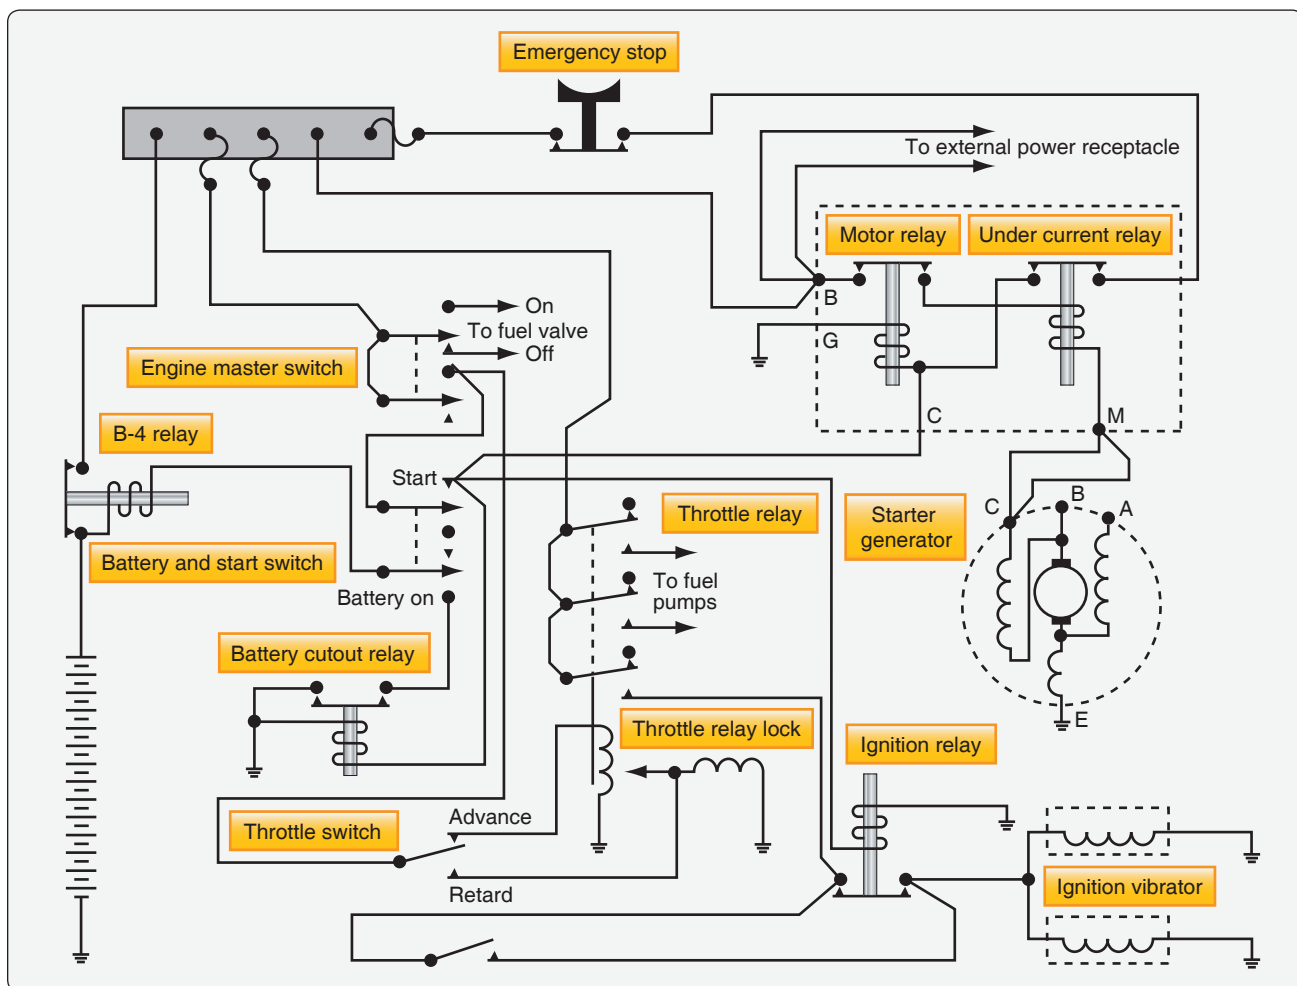 Emergency stop
To external power receptacle
Motor relay
Under current relay
B
G
C
M
On
To fuel valve
Off
Engine master switch
B-4 relay
Start
Battery and start switch
Battery on
Battery cutout relay
Throttle relay
To fuel
pumps
Starter
generator
C
B
A
E
Throttle relay lock
Ignition relay
Throttle switch
Advance
Retard
Ignition vibrator